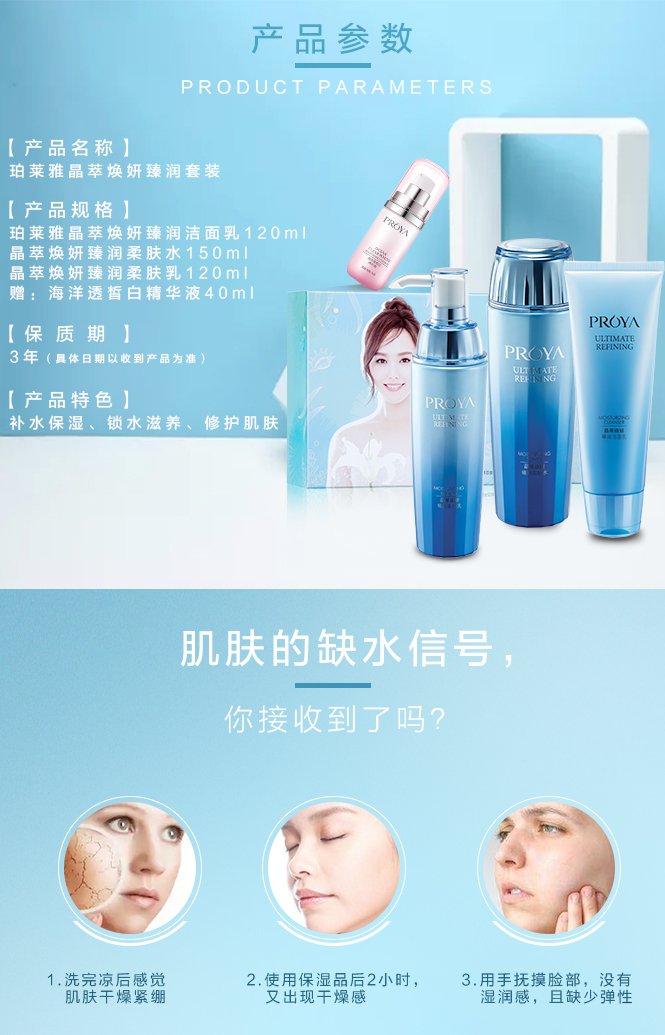 产品参数
PRODUCT PARAMETERS
【产品名称】
珀莱雅晶萃焕妍臻润套装
【产品规格】
珀莱雅晶萃焕妍臻润洁面乳120ml
晶萃焕妍臻润柔肤水150ml
晶萃焕妍臻润柔肤乳120ml
赠：海洋透皙白精华液40ml
【保质期】
3年（具体日期以收到产品为准）
【产品特色】
补水保湿、锁水滋养、修护肌肤
PROYA
PROYA
ULTIMATE
REFINING
PROYA
ULTIMATE
REFINING
PROYA
ULTIMATE
REFINING
MOISTURIZING
CLEANSER
肌肤的缺水信号，
你接收到了吗?
1.洗完凉后感觉
肌肤干燥紧绷
2.使用保湿品后2小时，
又出现干燥感
3.用手抚摸脸部，没有
湿润感，且缺少弹性